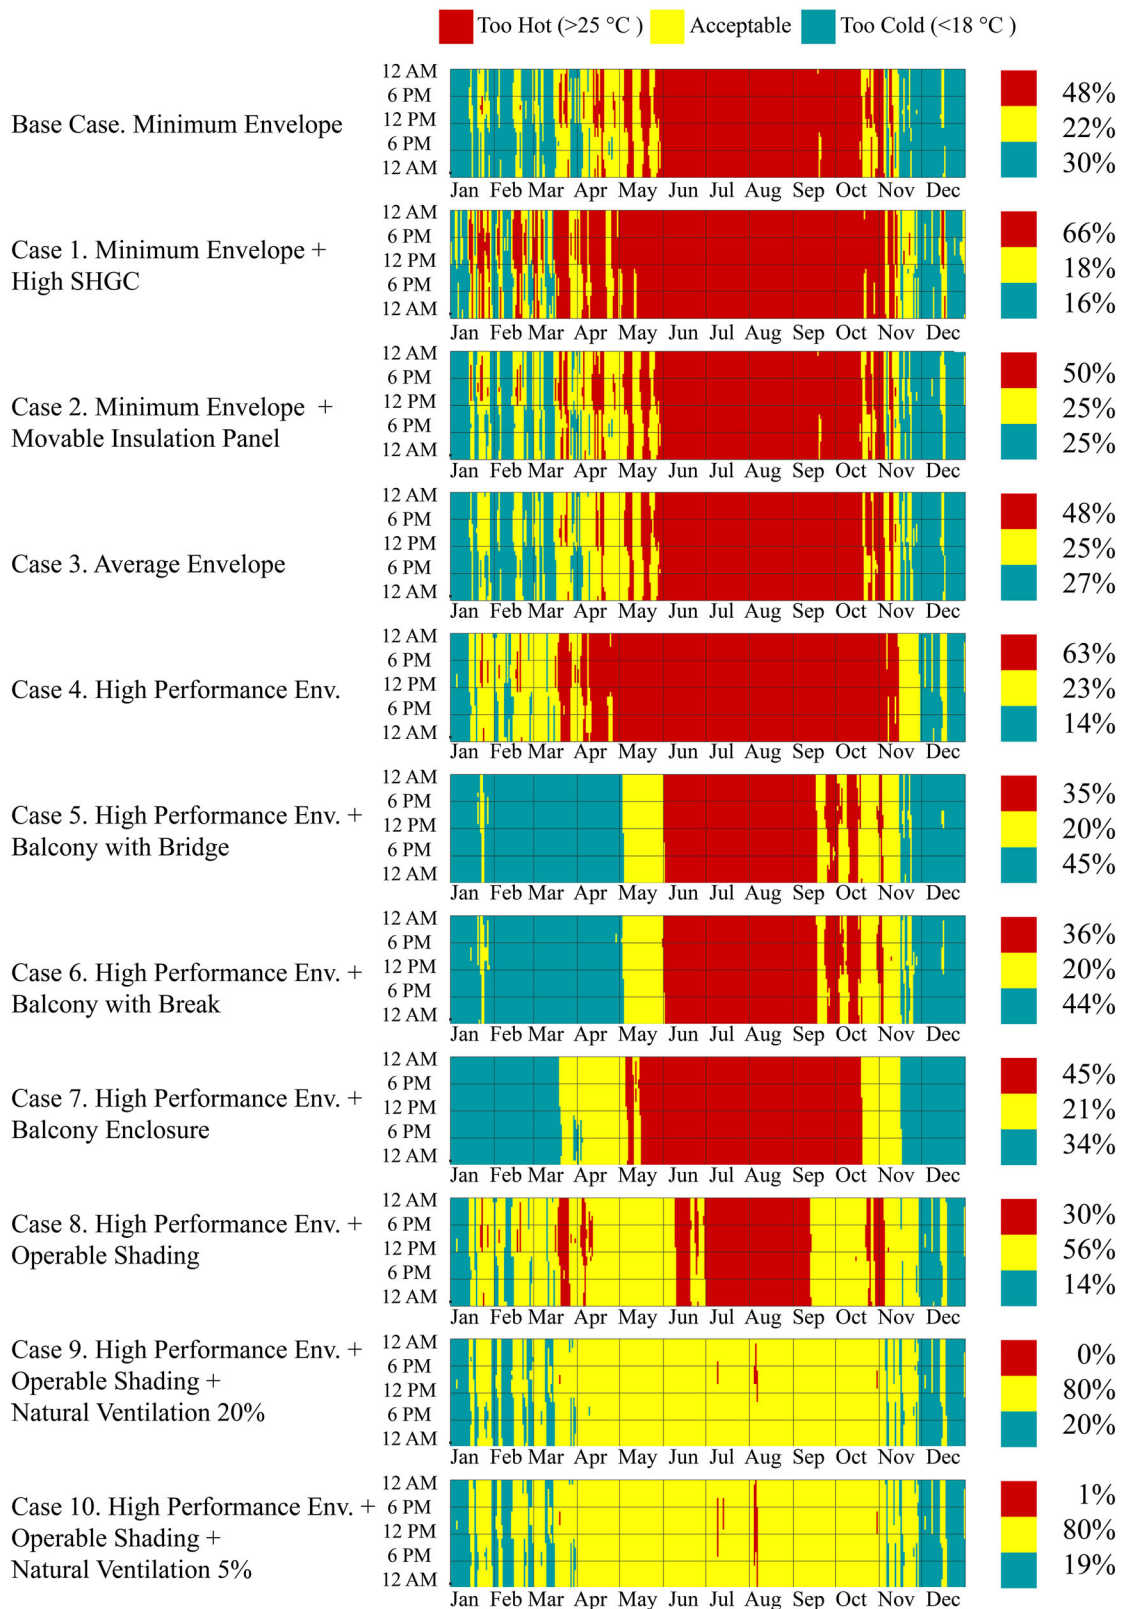 Too Hot (>25 °C ) Acceptable Too Cold (<18 °C )
Base Case. Minimum Envelope
12 AM
6 PM
12 PM
6 PM
12 AM
Jan Feb Mar Apr May Jun Jul Aug Sep Oct Nov Dec
48%
22%
30%
Case 1. Minimum Envelope +
High SHGC
12 AM
6 PM
12 PM
6 PM
12 AM
Jan Feb Mar Apr May Jun Jul Aug Sep Oct Nov Dec
66%
18%
16%
Case 2. Minimum Envelope +
Movable Insulation Panel
12 AM
6 PM
12 PM
6 PM
12 AM
Jan Feb Mar Apr May Jun Jul Aug Sep Oct Nov Dec
50%
25%
25%
Case 3. Average Envelope
12 AM
6 PM
12 PM
6 PM
12 AM
Jan Feb Mar Apr May Jun Jul Aug Sep Oct Nov Dec
48%
25%
27%
Case 4. High Performance Env.
12 AM
6 PM
12 PM
6 PM
12 AM
Jan Feb Mar Apr May Jun Jul Aug Sep Oct Nov Dec
63%
23%
14%
Case 5. High Performance Env. +
Balcony with Bridge
12 AM
6 PM
12 PM
6 PM
12 AM
Jan Feb Mar Apr May Jun Jul Aug Sep Oct Nov Dec
35%
20%
45%
Case 6. High Performance Env. +
Balcony with Break
12 AM
6 PM
12 PM
6 PM
12 AM
Jan Feb Mar Apr May Jun Jul Aug Sep Oct Nov Dec
36%
20%
44%
Case 7. High Performance Env. +
Balcony Enclosure
12 AM
6 PM
12 PM
6 PM
12 AM
Jan Feb Mar Apr May Jun Jul Aug Sep Oct Nov Dec
45%
21%
34%
Case 8. High Performance Env. +
Operable Shading
12 AM
6 PM
12 PM
6 PM
12 AM
Jan Feb Mar Apr May Jun Jul Aug Sep Oct Nov Dec
30%
56%
14%
Case 9. High Performance Env. +
Operable Shading +
Natural Ventilation 20%
12 AM
6 PM
12 PM
6 PM
12 AM
Jan Feb Mar Apr May Jun Jul Aug Sep Oct Nov Dec
0%
80%
20%
Case 10. High Performance Env. +
Operable Shading +
Natural Ventilation 5%
12 AM
6 PM
12 PM
6 PM
12 AM
Jan Feb Mar Apr May Jun Jul Aug Sep Oct Nov Dec
1%
80%
19%